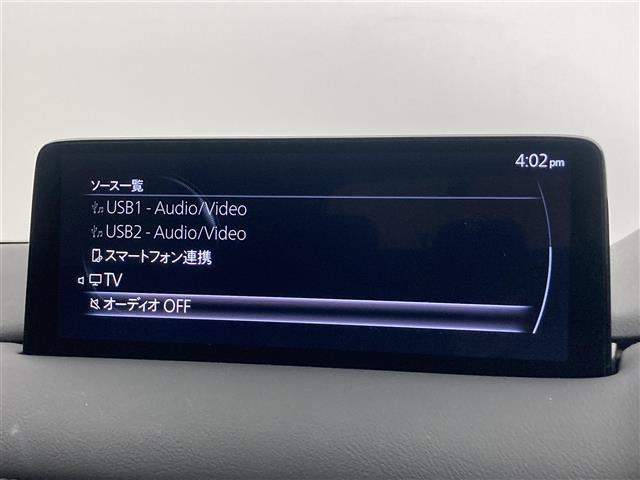 4:02pm
ソース一覧
USB1 - Audio/Video
USB2 - Audio/Video
スマートフォン連携
TV
オーディオ OFF